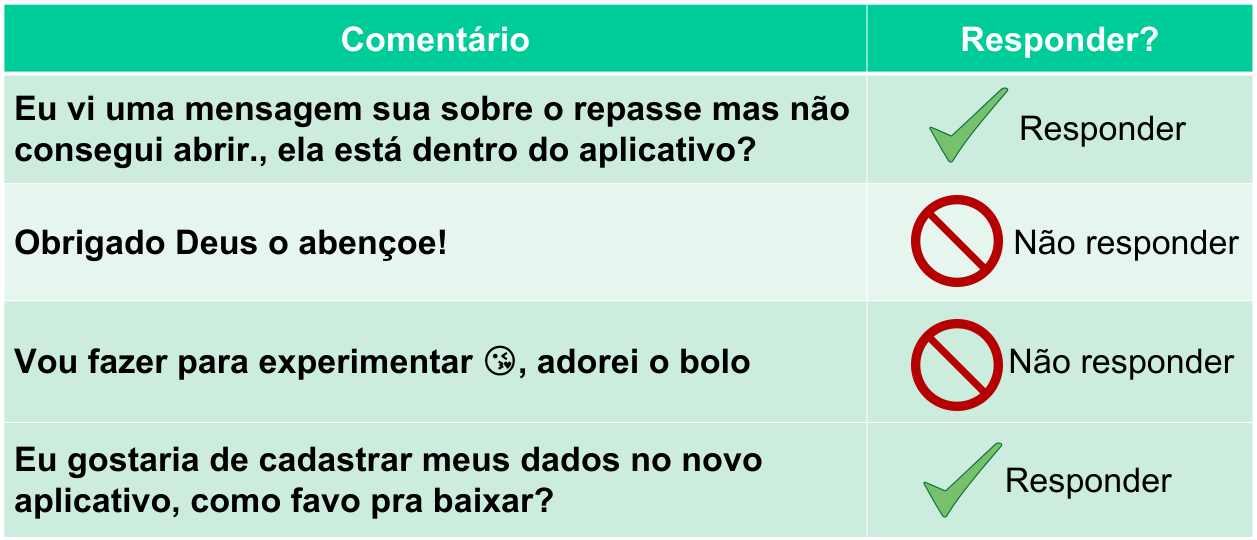 Comentário
Responder?
Eu vi uma mensagem sua sobre o repasse mas não
consegui abrir., ela está dentro do aplicativo?
Responder
Obrigado Deus o abençoe!
Não responder
Vou fazer para experimentar 😘, adorei o bolo
Não responder
Eu gostaria de cadastrar meus dados no novo
aplicativo, como favo pra baixar?
Responder